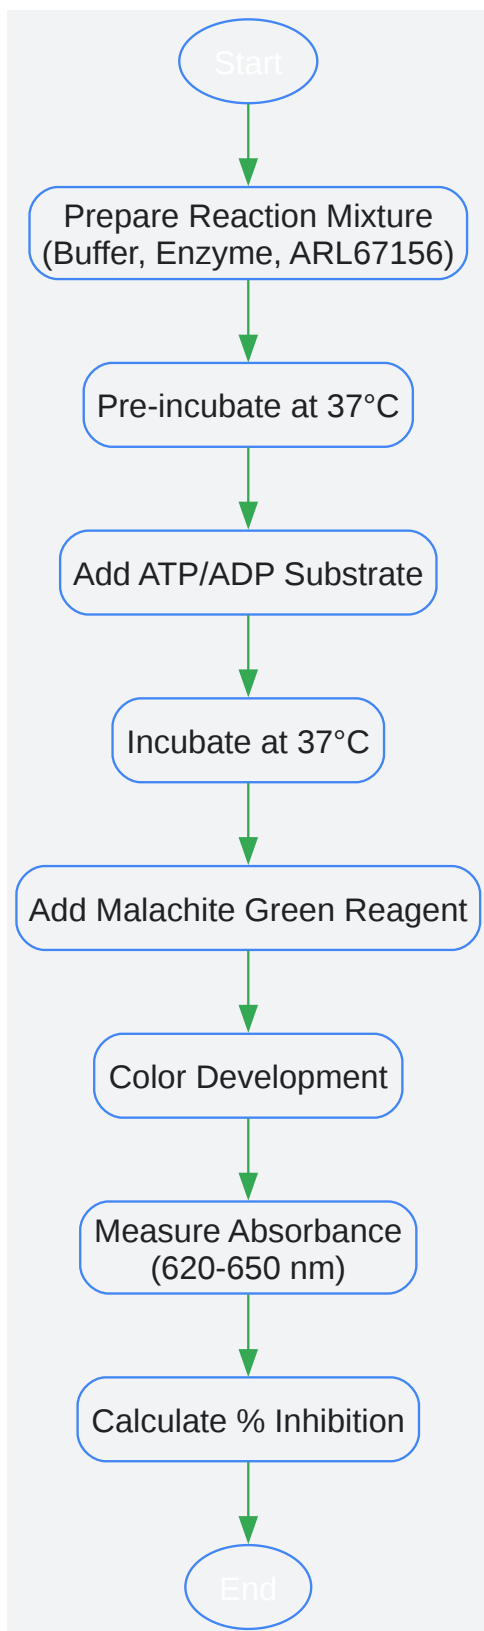 Start
Prepare Reaction Mixture
(Buffer, Enzyme, ARL67156)
Pre-incubate at 37°C
Add ATP/ADP Substrate
Incubate at 37°C
Add Malachite Green Reagent
Color Development
Measure Absorbance
(620-650 nm)
Calculate % Inhibition
End